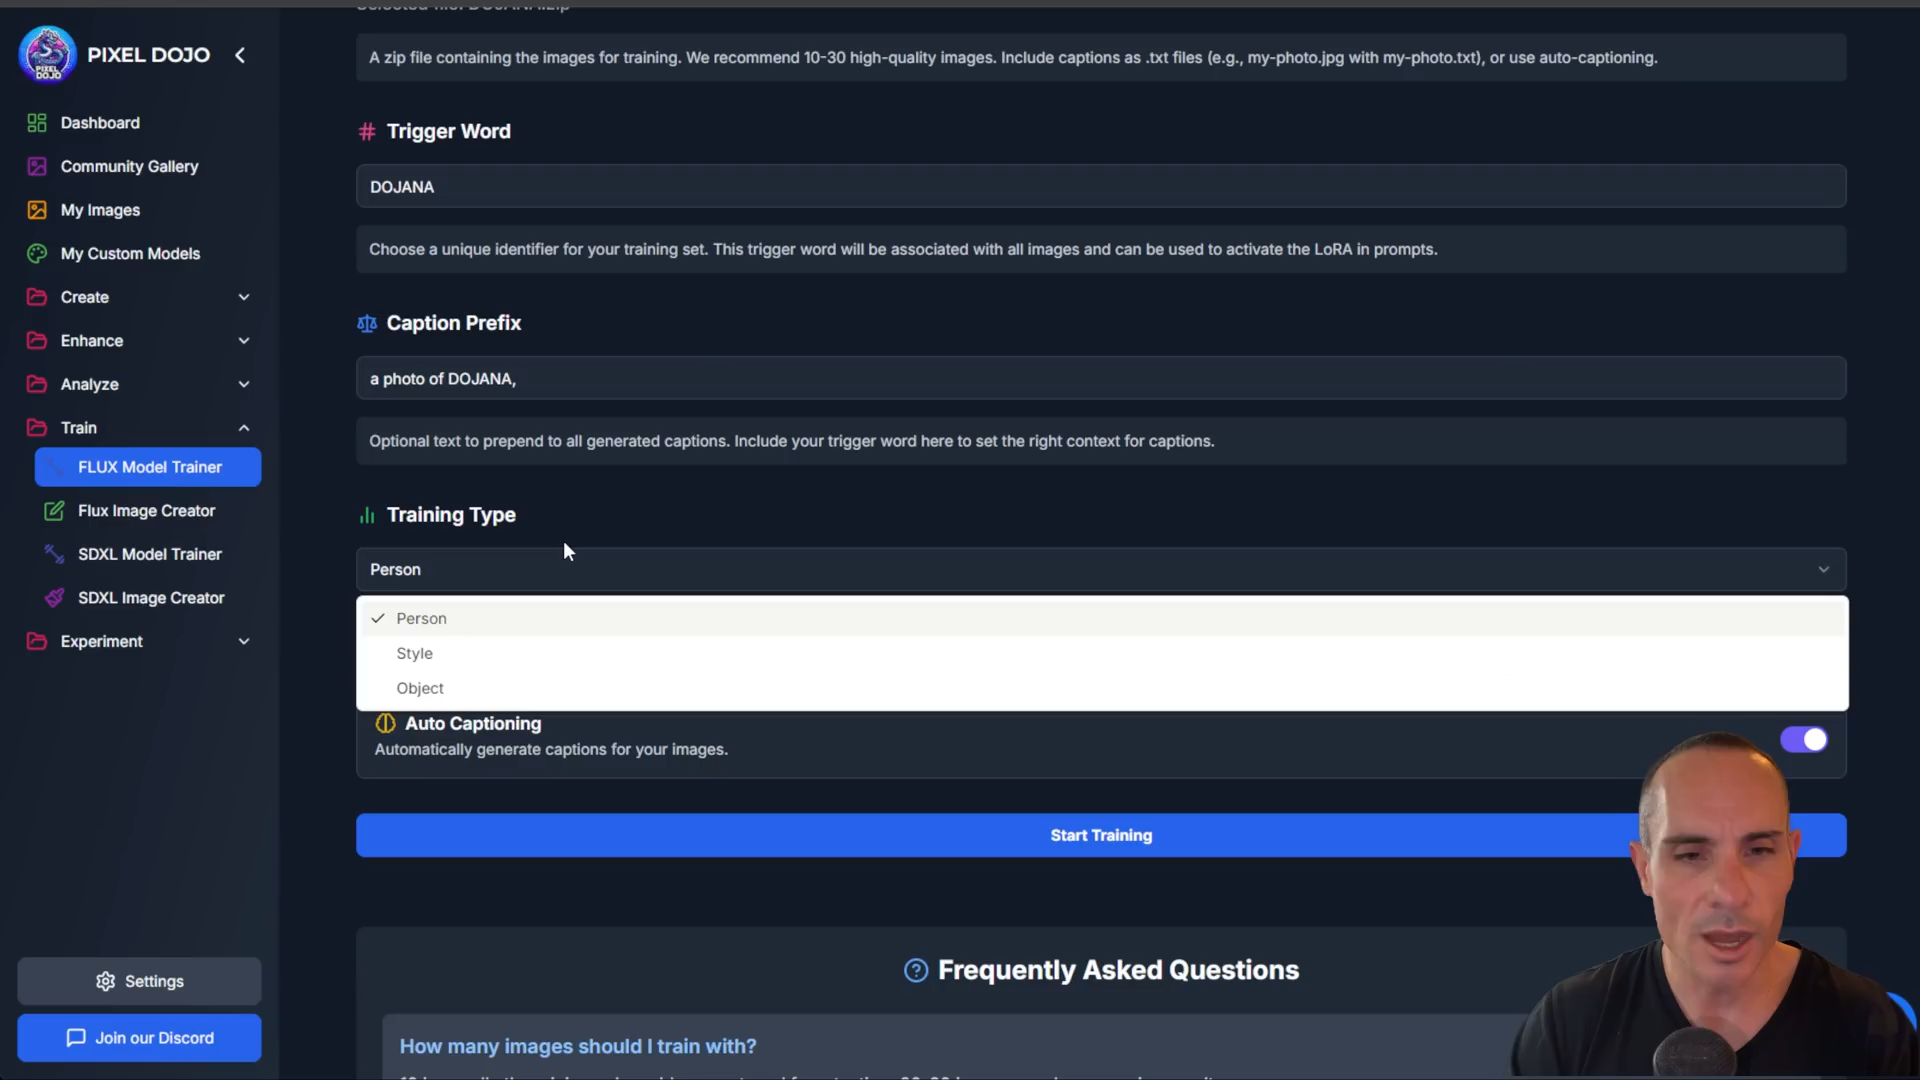 Selected file: DOJANA.zip
PIXEL DOJO
PIXEL
DOJO
Dashboard
Community Gallery
My Images
My Custom Models
Create
Enhance
Analyze
Train
FLUX Model Trainer
Flux Image Creator
SDXL Model Trainer
SDXL Image Creator
Experiment
Settings
Join our Discord
A zip file containing the images for training. We recommend 10-30 high-quality images. Include captions as .txt files (e.g., my-photo.jpg with my-photo.txt), or use auto-captioning.
# Trigger Word
DOJANA
Choose a unique identifier for your training set. This trigger word will be associated with all images and can be used to activate the LoRA in prompts.
Caption Prefix
a photo of DOJANA,
Optional text to prepend to all generated captions. Include your trigger word here to set the right context for captions.
Training Type
Person
Person
Style
Object
Auto Captioning
Automatically generate captions for your images.
Start Training
Frequently Asked Questions
How many images should I train with?